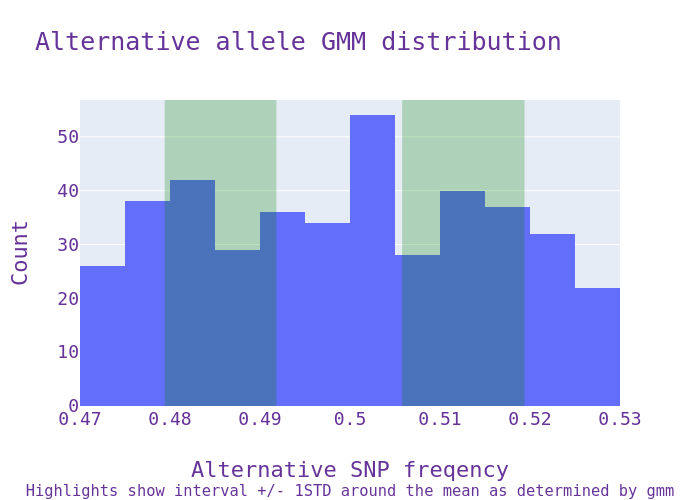 Alternative allele GMM distribution
50
40
30
20
10
0
Count
0.47 0.48 0.49 0.5 0.51 0.52 0.53
Alternative SNP freqency
Highlights show interval +/- 1STD around the mean as determined by gmm